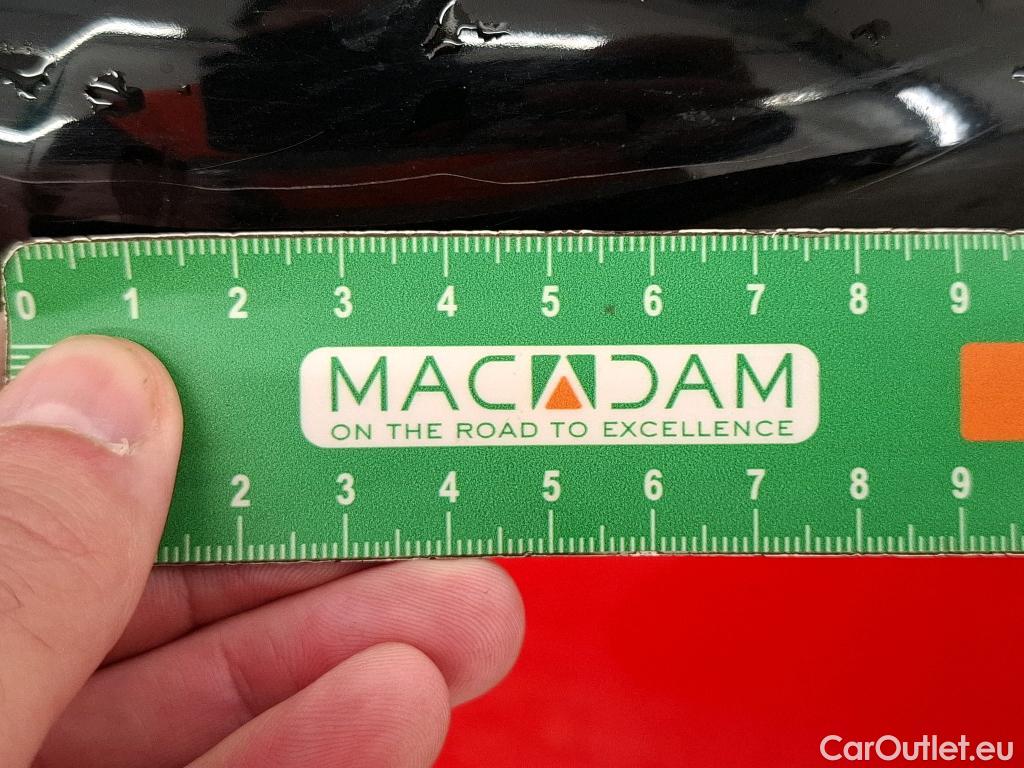 0 1 2 3 4 5 6 7 8 9
MACADAM
ON THE ROAD TO EXCELLENCE
2 3 4 5 6 7 8 9
CarOutlet.eu